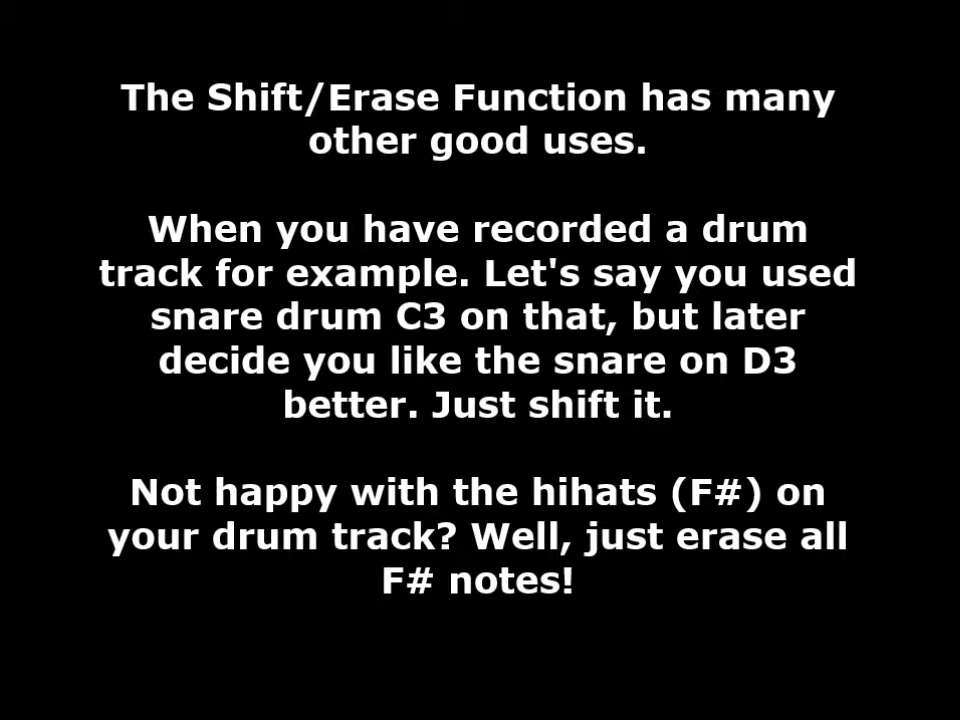 The Shift/Erase Function has many
other good uses.
When you have recorded a drum
track for example. Let's say you used
snare drum C3 on that, but later
decide you like the snare on D3
better. Just shift it.
Not happy with the hihats (F#) on
your drum track? Well, just erase all
F# notes!